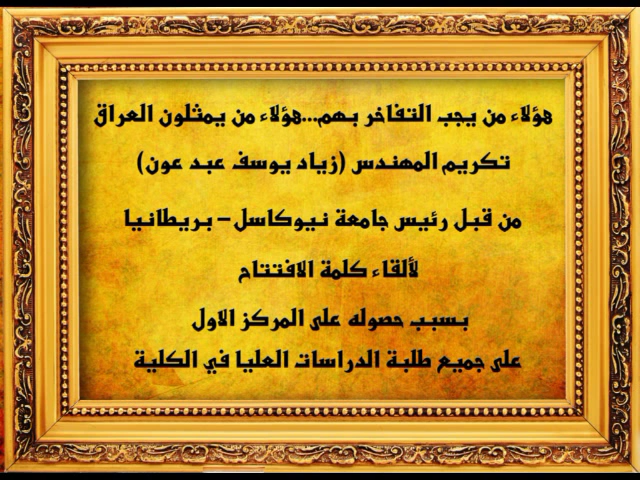 هؤلاء من يجب التفاخر بهم...هؤلاء من يمثلون العراق
تكريم المهندس (زياد يوسف عبد عون)
من قبل رئيس جامعة نيوكاسل – بريطانيا
لألقاء كلمة الافتتاح
بسبب حصوله على المركز الاول
على جميع طلبة الدراسات العليا في الكلية